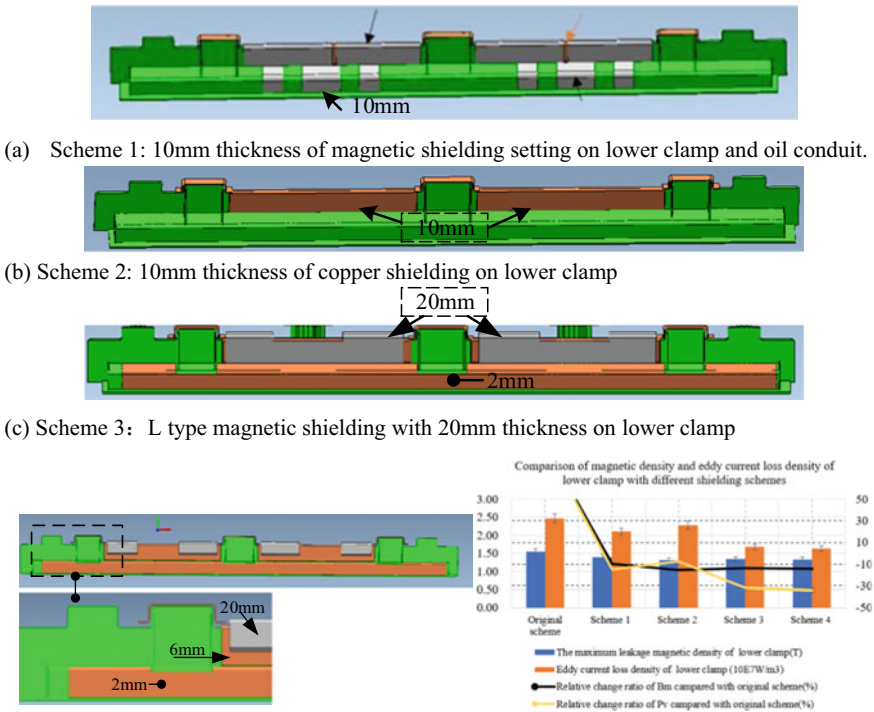 10mm
(a) Scheme 1: 10mm thickness of magnetic shielding setting on lower clamp and oil conduit.
10mm
(b) Scheme 2: 10mm thickness of copper shielding on lower clamp
20mm
2mm
(c) Scheme 3：L type magnetic shielding with 20mm thickness on lower clamp
20mm
6mm
2mm
Comparison of magnetic density and eddy current loss density of
lower clamp with different shielding schemes
3.00
2.50
2.00
1.50
1.00
0.50
0.00
50
30
10
-10
-30
-50
Original
scheme
Scheme 1
Scheme 2
Scheme 3
Scheme 4
The maximum leakage magnetic density of lower clamp(T)
Eddy current loss density of lower clamp (10E7W/m3)
Relative change ratio of Bm campared with original scheme(%)
Relative change ratio of Pv campared with original scheme(%)